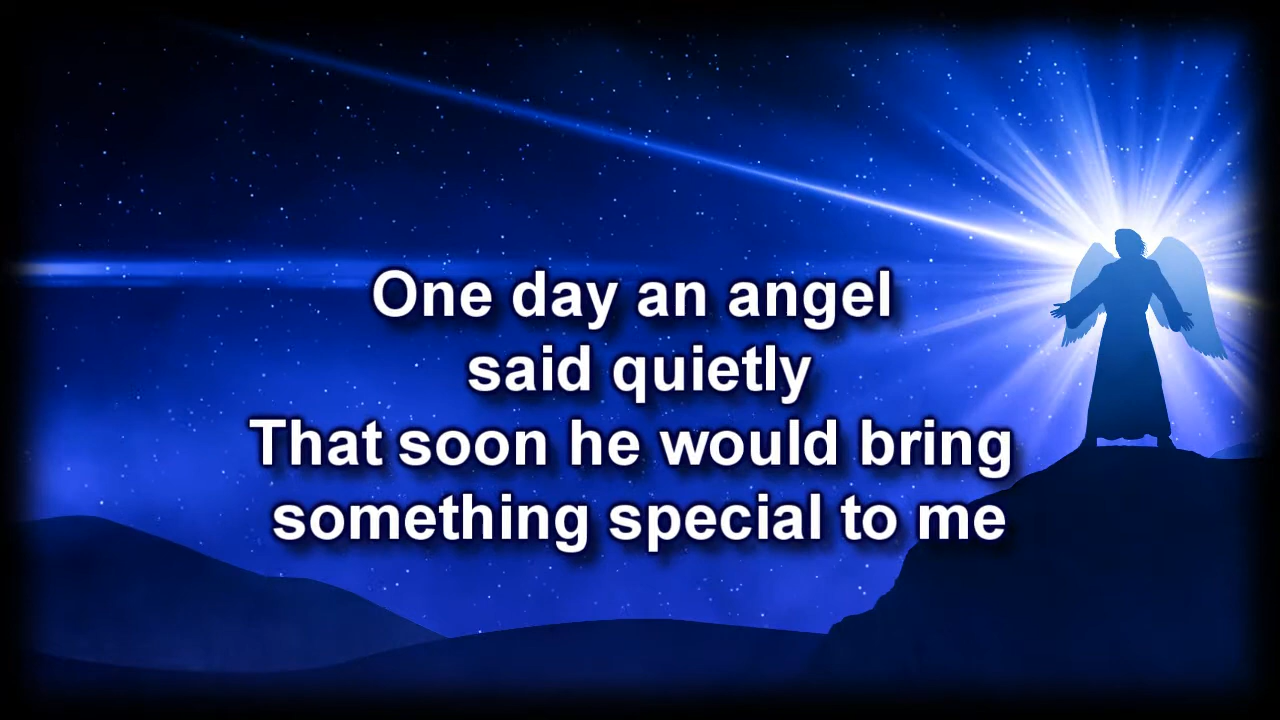 One day an angel
said quietly
That soon he would bring
something special to me